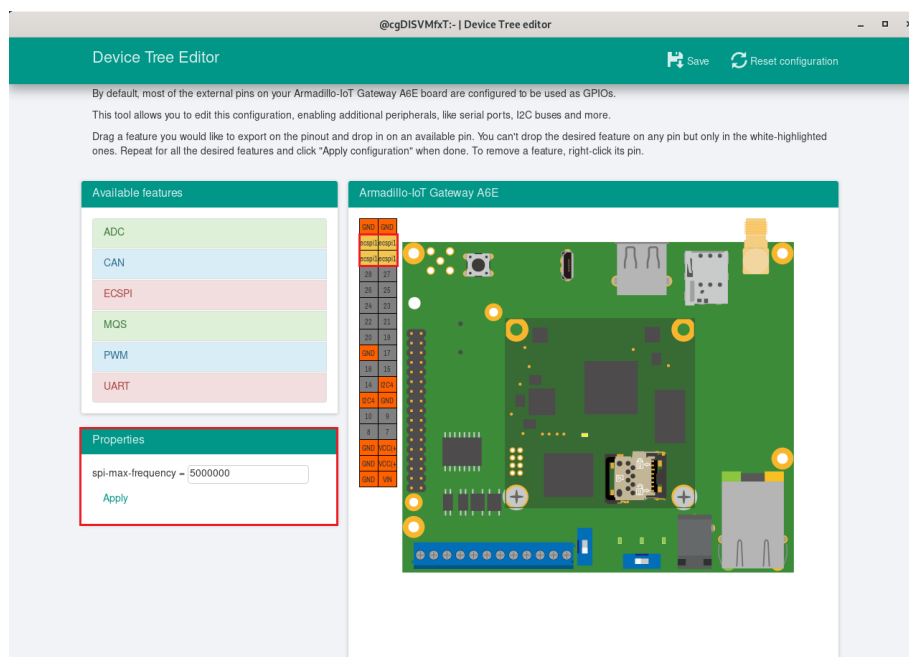 @cgDISVMfxT:~ | Device Tree editor
Device Tree Editor
Save
Reset configuration
By default, most of the external pins on your Armadillo-IoT Gateway A6E board are configured to be used as GPIOs.
This tool allows you to edit this configuration, enabling additional peripherals, like serial ports, I2C buses and more.
Drag a feature you would like to export on the pinout and drop in on an available pin. You can't drop the desired feature on any pin but only in the white-highlighted
ones. Repeat for all the desired features and click "Apply configuration" when done. To remove a feature, right-click its pin.
Available features
ADC
CAN
ECSPI
MQS
PWM
UART
Properties
spi-max-frequency = 5000000
Apply
Armadillo-IoT Gateway A6E
GND GND
ecspi1 ecspi1
ecspi1 ecspi1
28 27
26 25
24 23
22 21
20 19
GND 17
16 15
14 I2C4
I2C4 GND
10 9
8 7
GND VCC(+
GND VCC(+
GND VIN